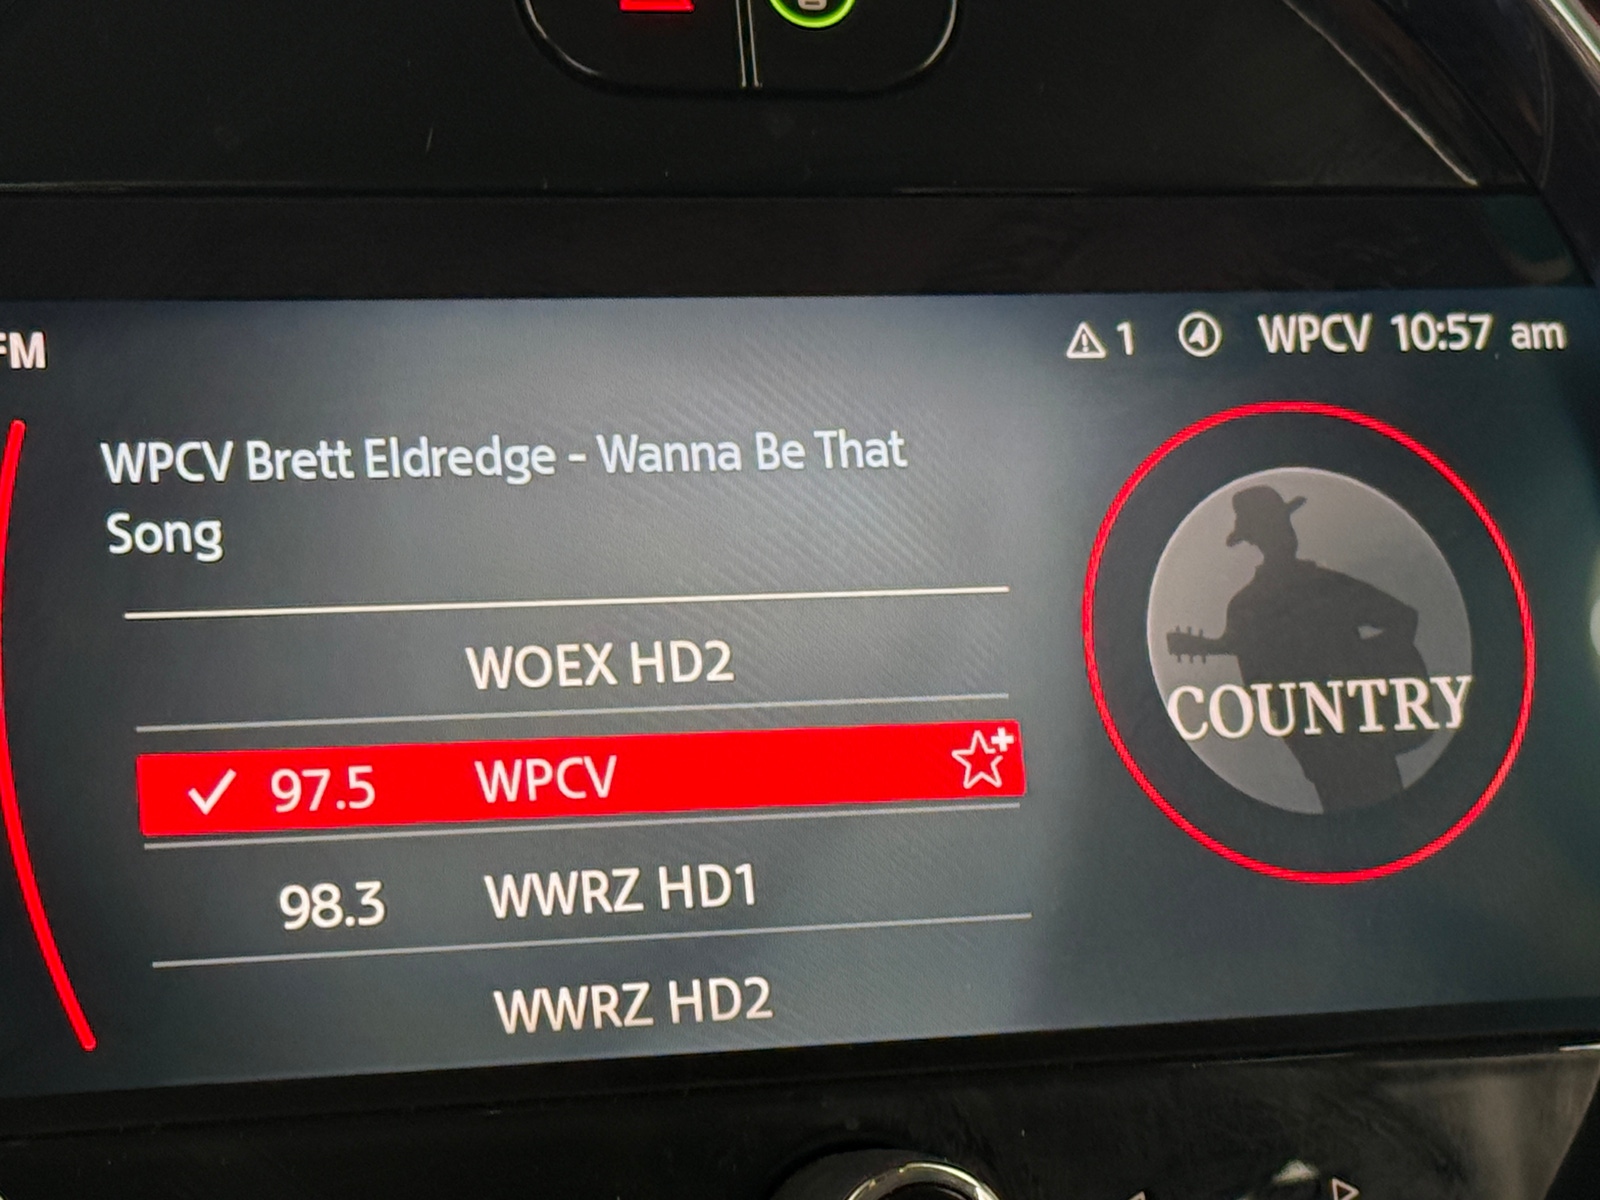 FM
1 WPCV 10:57 am
WPCV Brett Eldredge - Wanna Be That
Song
WOEX HD2
97.5 WPCV
98.3 WWRZ HD1
WWRZ HD2
COUNTRY